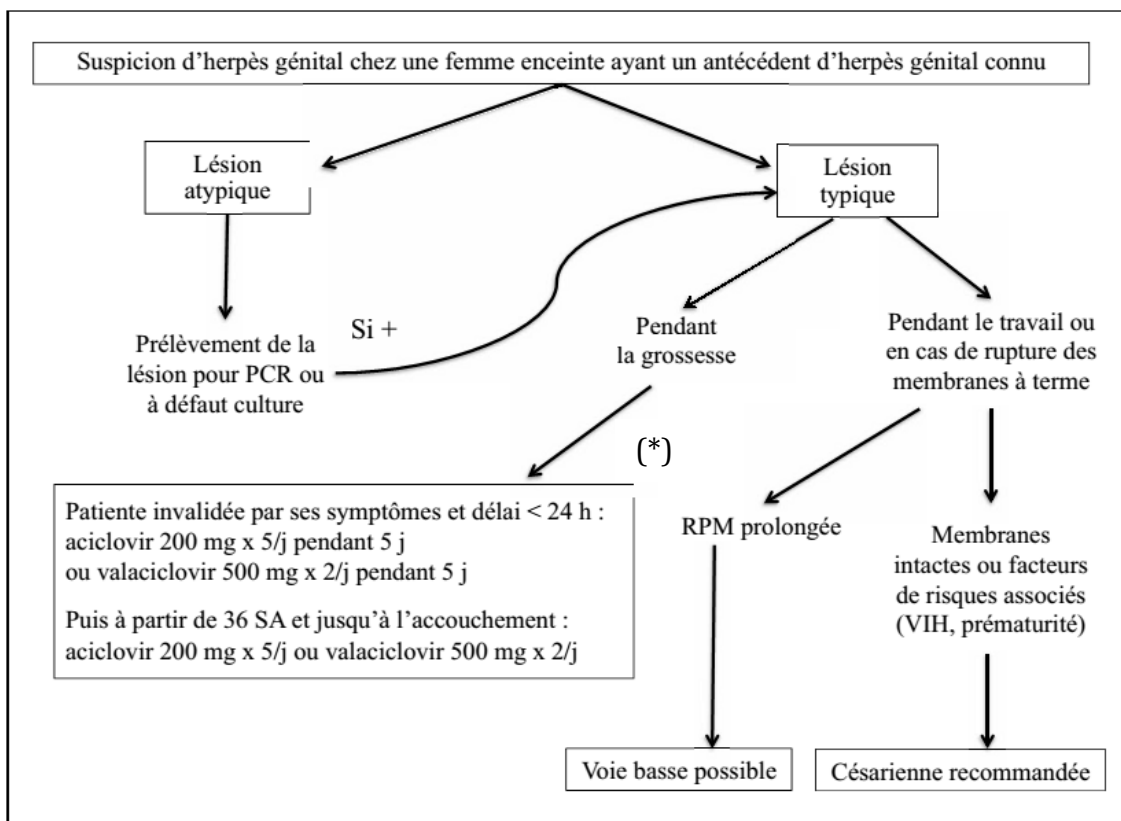 Suspicion d'herpès génital chez une femme enceinte ayant un antécédent d'herpès génital connu
Lésion
atypique
Lésion
typique
Prélèvement de la
lésion pour PCR ou
à défaut culture
Si +
Pendant
la grossesse
Pendant le travail ou
en cas de rupture des
membranes à terme
(*)
Patiente invalidée par ses symptômes et délai < 24 h :
aciclovir 200 mg x 5/j pendant 5 j
ou valaciclovir 500 mg x 2/j pendant 5 j
Puis à partir de 36 SA et jusqu'à l'accouchement :
aciclovir 200 mg x 5/j ou valaciclovir 500 mg x 2/j
RPM prolongée
Membranes
intactes ou facteurs
de risques associés
(VIH, prématurité)
Voie basse possible
Césarienne recommandée